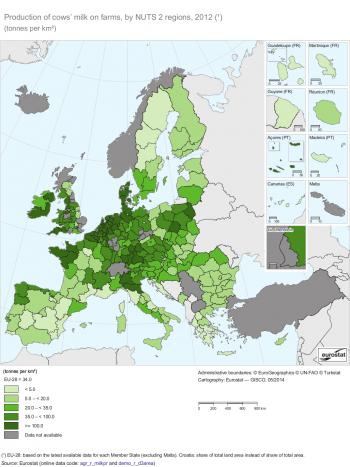 Production of cows' milk on farms, by NUTS 2 regions, 2012 (¹)
(tonnes per km²)
Guadeloupe (FR)
Martinique (FR)
Guyane (FR)
Réunion (FR)
Açores (PT)
Madeira (PT)
Canarias (ES)
Malta
eurostat
(tonnes per km²)
EU-28 = 34.0
< 5.0
5.0 – < 20.0
20.0 – < 35.0
35.0 – < 100.0
>= 100.0
Data not available
Administrative boundaries: © EuroGeographics © UN-FAO © Turkstat
Cartography: Eurostat — GISCO, 05/2014
0 200 400 600 800 km
(¹) EU-28: based on the latest available data for each Member State (excluding Malta). Croatia: share of total land area instead of share of total area.
Source: Eurostat (online data code: agr_r_milkpr and demo_r_d3area)